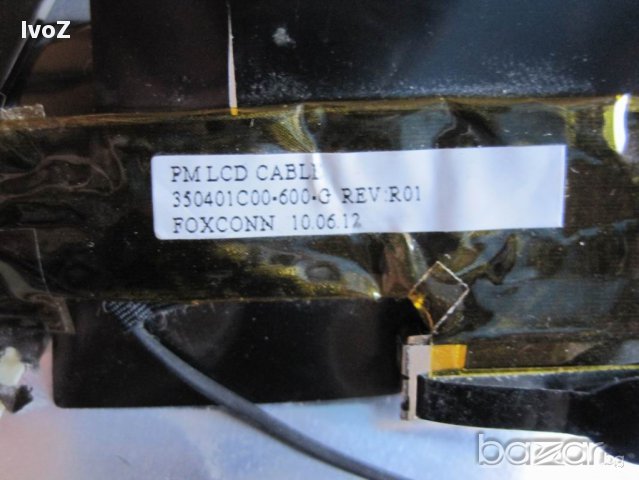 IvoZ
PM LCD CABLE
350401C00-600-G REV:R01
FOXCONN 10.06.12
bazar.bg